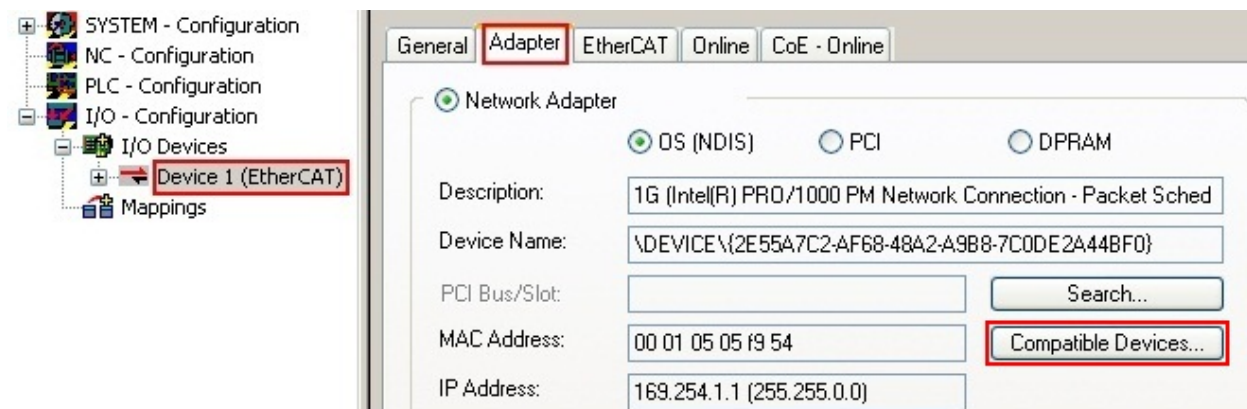 SYSTEM - Configuration
NC - Configuration
PLC - Configuration
I/O - Configuration
I/O Devices
Device 1 (EtherCAT)
Mappings
General Adapter EtherCAT Online CoE - Online
Network Adapter
OS (NDIS) PCI DPRAM
Description: 1G (Intel(R) PRO/1000 PM Network Connection - Packet Sched
Device Name: \DEVICE\{2E55A7C2-AF68-48A2-A9B8-7C0DE2A44BF0}
PCI Bus/Slot: Search...
MAC Address: 00 01 05 05 f9 54 Compatible Devices...
IP Address: 169.254.1.1 (255.255.0.0)